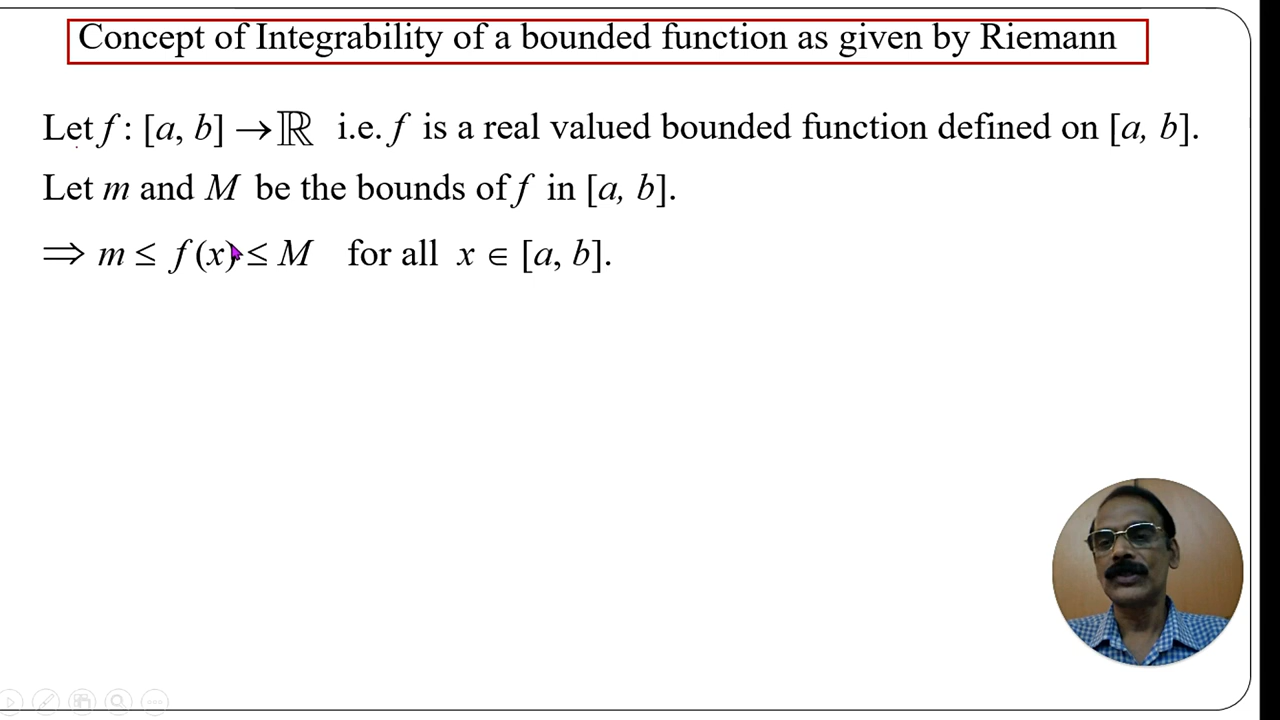 Concept of Integrability of a bounded function as given by Riemann
Let f : [a, b] → ℝ i.e. f is a real valued bounded function defined on [a, b].
Let m and M be the bounds of f in [a, b].
⇒ m ≤ f (x) ≤ M for all x ∈ [a, b].